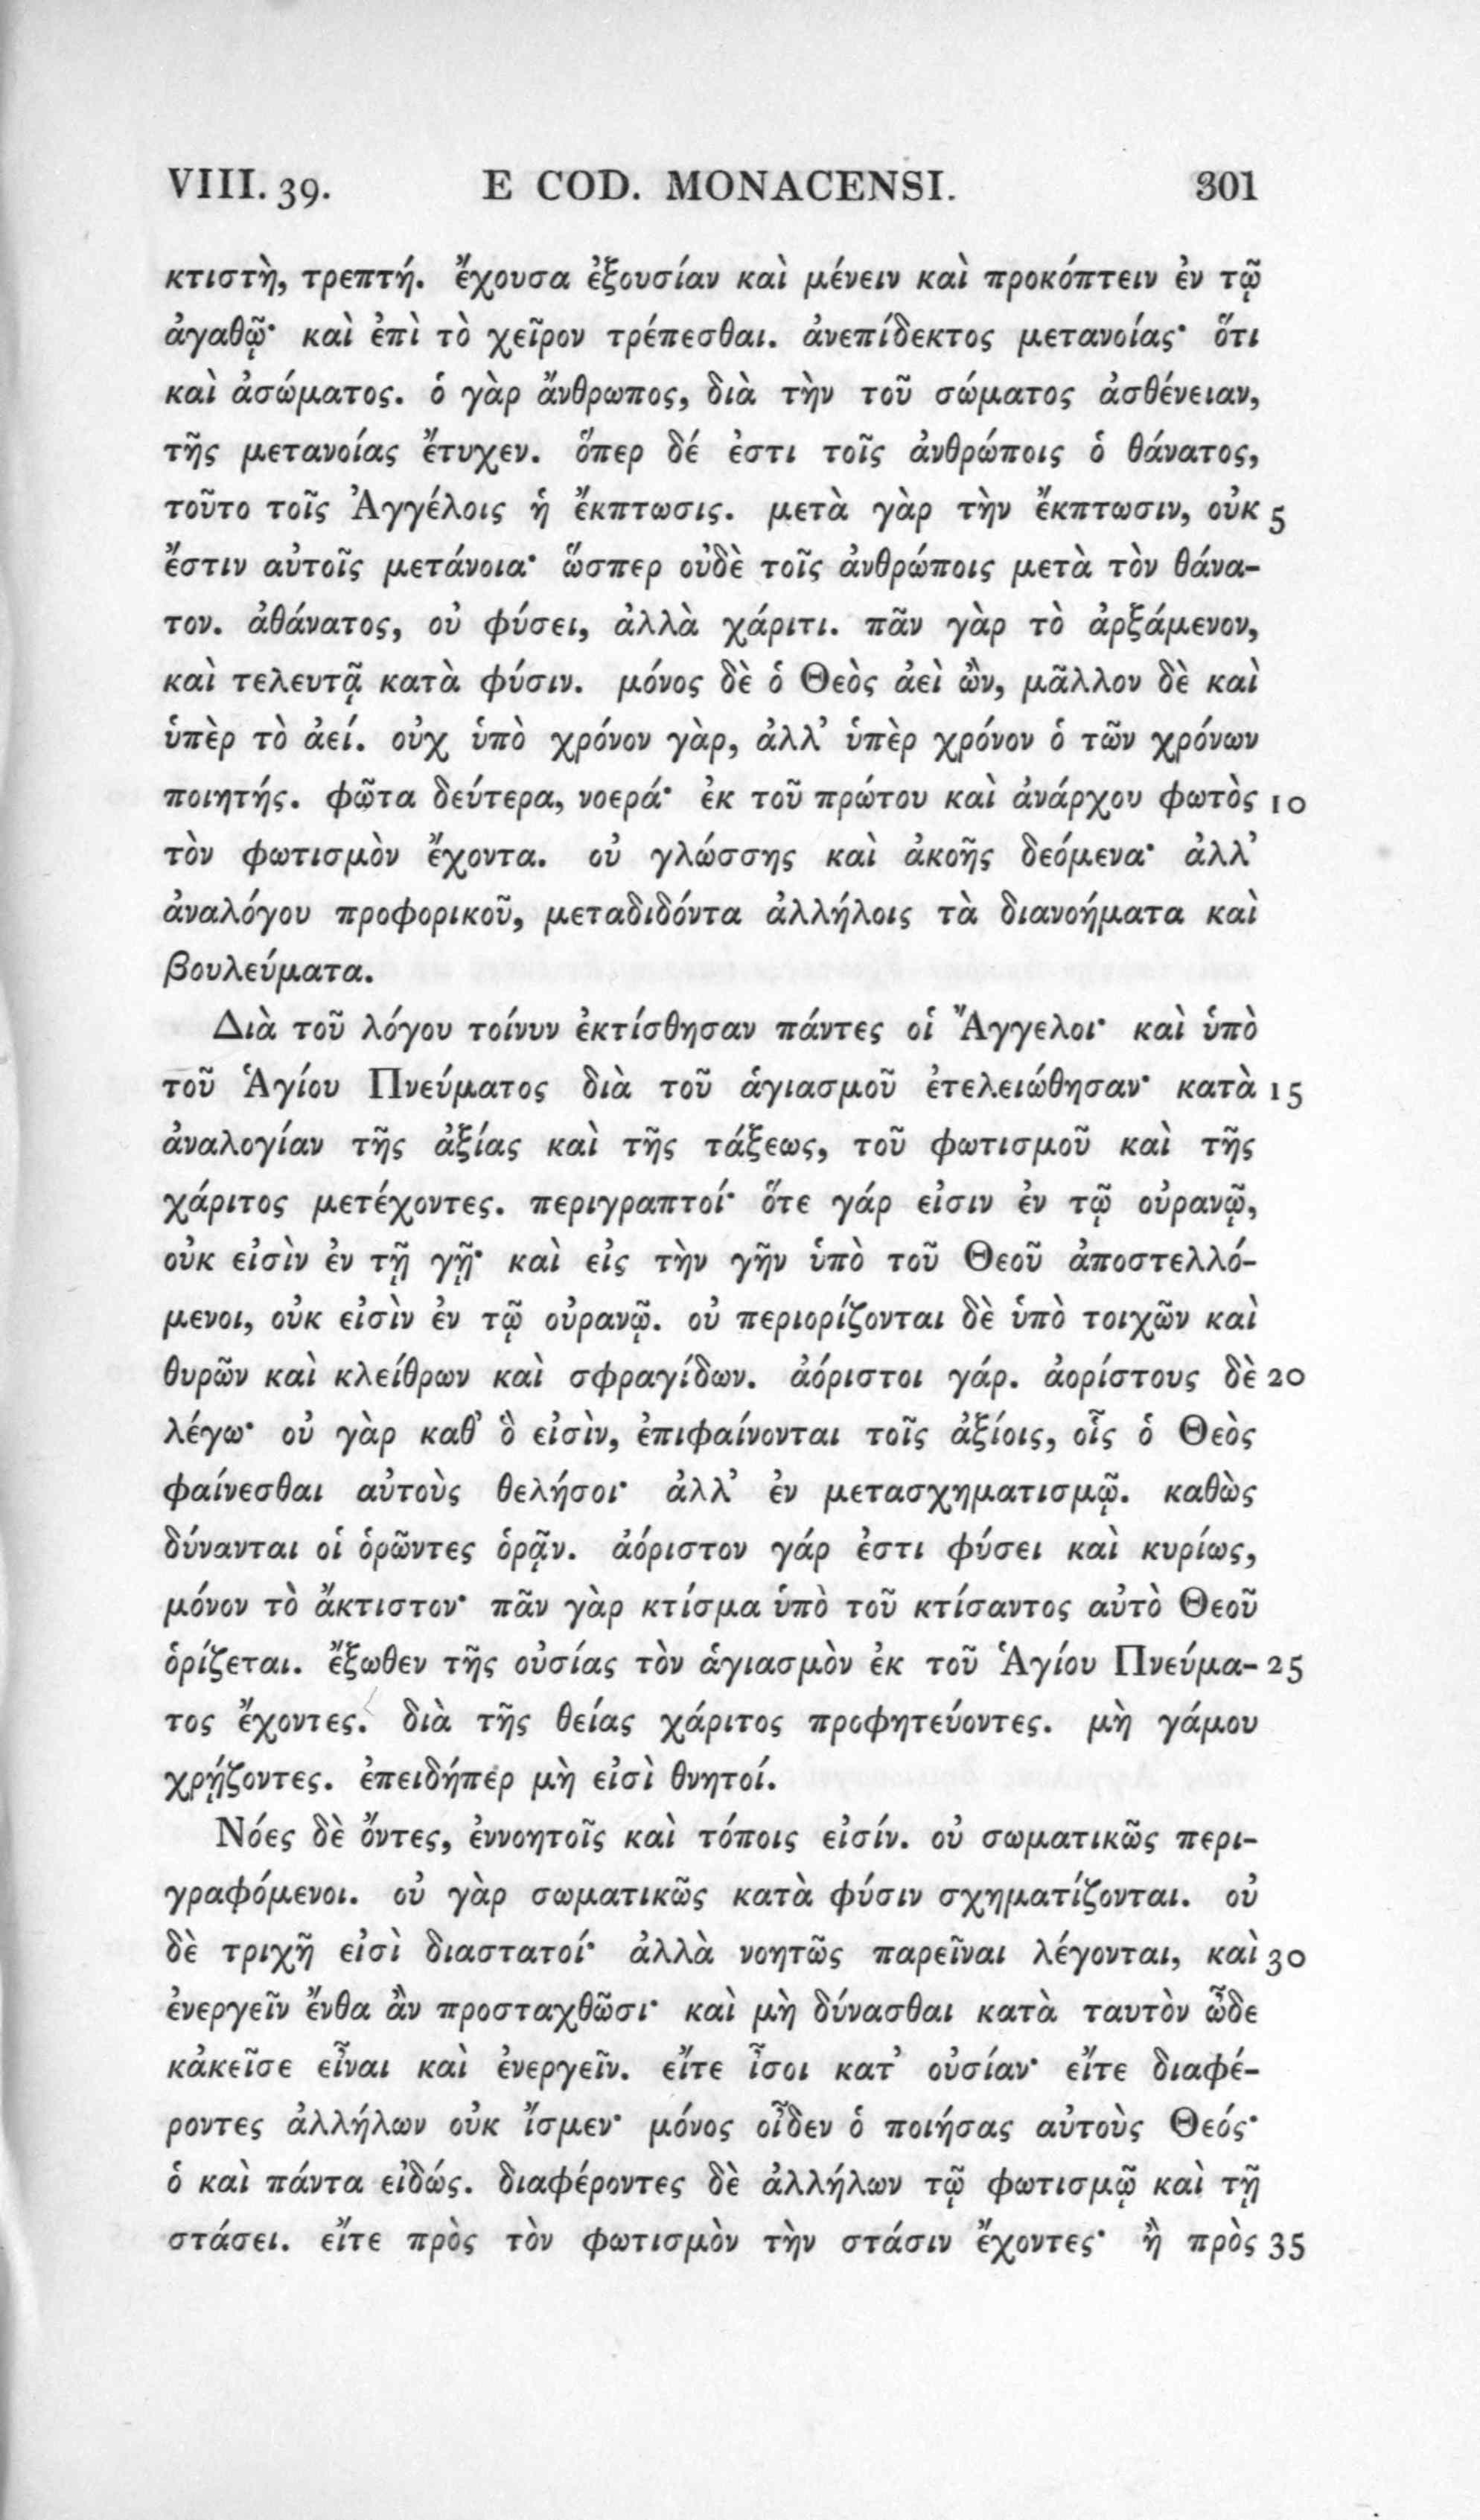 VIII. 39. E COD. MONACENSI. 301
κτιστὴ, τρεπτή. ἔχουσα ἐξουσίαν καὶ μένειν καὶ προκόπτειν ἐν τῷ
ἀγαθῷ· καὶ ἐπὶ τὸ χεῖρον τρέπεσθαι. ἀνεπίδεκτος μετανοίας· ὅτι
καὶ ἀσώματος. ὁ γὰρ ἄνθρωπος, διὰ τὴν τοῦ σώματος ἀσθένειαν,
τῆς μετανοίας ἔτυχεν. ὅπερ δέ ἐστι τοῖς ἀνθρώποις ὁ θάνατος,
τοῦτο τοῖς Ἀγγέλοις ἡ ἔκπτωσις. μετὰ γὰρ τὴν ἔκπτωσιν, οὐκ 5
ἔστιν αὐτοῖς μετάνοια· ὥσπερ οὐδὲ τοῖς ἀνθρώποις μετὰ τὸν θάνα-
τον. ἀθάνατος, οὐ φύσει, ἀλλὰ χάριτι. πᾶν γὰρ τὸ ἀρξάμενον,
καὶ τελευτᾷ κατὰ φύσιν. μόνος δὲ ὁ Θεὸς ἀεὶ ὢν, μᾶλλον δὲ καὶ
ὑπὲρ τὸ ἀεί. οὐχ ὑπὸ χρόνον γὰρ, ἀλλ᾽ ὑπὲρ χρόνον ὁ τῶν χρόνων
ποιητής. φῶτα δεύτερα, νοερά· ἐκ τοῦ πρώτου καὶ ἀνάρχου φωτὸς 10
τὸν φωτισμὸν ἔχοντα. οὐ γλώσσης καὶ ἀκοῆς δεόμενα· ἀλλ᾽
ἀναλόγου προφορικοῦ, μεταδιδόντα ἀλλήλοις τὰ διανοήματα καὶ
βουλεύματα.
Διὰ τοῦ λόγου τοίνυν ἐκτίσθησαν πάντες οἱ Ἄγγελοι· καὶ ὑπὸ
τοῦ Ἁγίου Πνεύματος διὰ τοῦ ἁγιασμοῦ ἐτελειώθησαν· κατὰ 15
ἀναλογίαν τῆς ἀξίας καὶ τῆς τάξεως, τοῦ φωτισμοῦ καὶ τῆς
χάριτος μετέχοντες. περιγραπτοί· ὅτε γάρ εἰσιν ἐν τῷ οὐρανῷ,
οὐκ εἰσὶν ἐν τῇ γῇ· καὶ εἰς τὴν γῆν ὑπὸ τοῦ Θεοῦ ἀποστελλό-
μενοι, οὐκ εἰσὶν ἐν τῷ οὐρανῷ. οὐ περιορίζονται δὲ ὑπὸ τοιχῶν καὶ
θυρῶν καὶ κλείθρων καὶ σφραγίδων. ἀόριστοι γάρ. ἀορίστους δὲ 20
λέγω· οὐ γὰρ καθ᾽ ὃ εἰσὶν, ἐπιφαίνονται τοῖς ἀξίοις, οἷς ὁ Θεὸς
φαίνεσθαι αὐτοὺς θελήσοι· ἀλλ᾽ ἐν μετασχηματισμῷ. καθὼς
δύνανται οἱ ὁρῶντες ὁρᾷν. ἀόριστον γάρ ἐστι φύσει καὶ κυρίως,
μόνον τὸ ἄκτιστον· πᾶν γὰρ κτίσμα ὑπὸ τοῦ κτίσαντος αὐτὸ Θεοῦ
ὁρίζεται. ἔξωθεν τῆς οὐσίας τὸν ἁγιασμὸν ἐκ τοῦ Ἁγίου Πνεύμα- 25
τος ἔχοντες. διὰ τῆς θείας χάριτος προφητεύοντες. μὴ γάμου
χρῄζοντες. ἐπειδήπερ μὴ εἰσὶ θνητοί.
Νόες δὲ ὄντες, ἐννοητοῖς καὶ τόποις εἰσίν. οὐ σωματικῶς περι-
γραφόμενοι. οὐ γὰρ σωματικῶς κατὰ φύσιν σχηματίζονται. οὐ
δὲ τριχῆ εἰσὶ διαστατοί· ἀλλὰ νοητῶς παρεῖναι λέγονται, καὶ 30
ἐνεργεῖν ἔνθα ἂν προσταχθῶσι· καὶ μὴ δύνασθαι κατὰ ταυτὸν ὧδε
κἀκεῖσε εἶναι καὶ ἐνεργεῖν. εἴτε ἶσοι κατ᾽ οὐσίαν· εἴτε διαφέ-
ροντες ἀλλήλων οὐκ ἴσμεν· μόνος οἶδεν ὁ ποιήσας αὐτοὺς Θεός·
ὁ καὶ πάντα εἰδώς. διαφέροντες δὲ ἀλλήλων τῷ φωτισμῷ καὶ τῇ
στάσει. εἴτε πρὸς τὸν φωτισμὸν τὴν στάσιν ἔχοντες· ἢ πρὸς 35